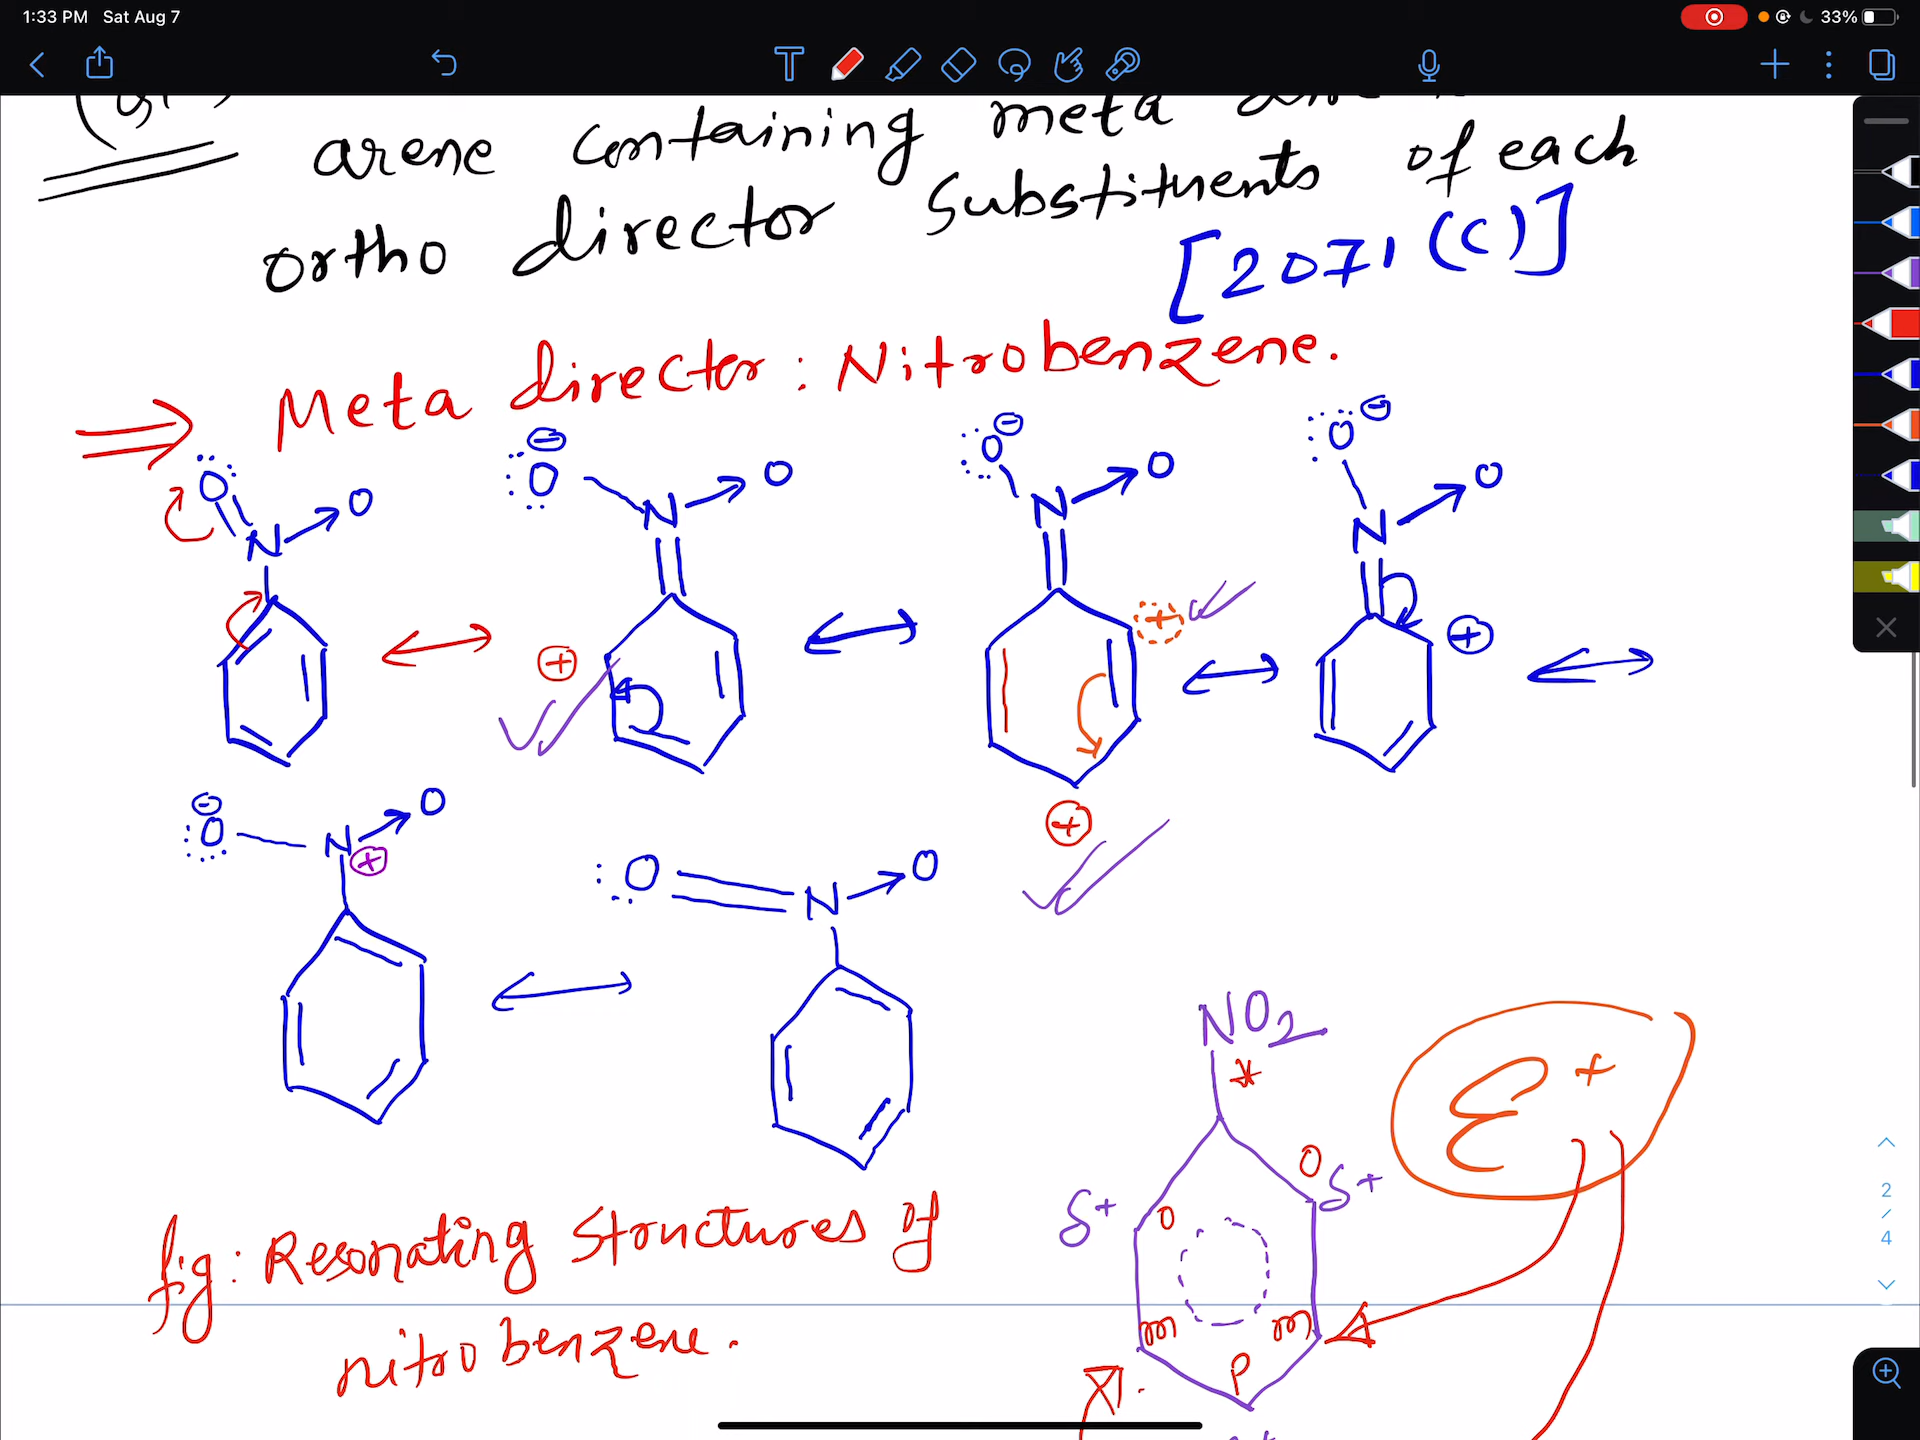 1:33 PM Sat Aug 7
33%
arene containing meta
ortho director substituents of each
[2071 (C)]
Meta director : Nitrobenzene.
O N O
O N O
O N O
O N O
O N O
O N O
NO2
*
E+
O
δ+ O δ+
m m
P
fig: Resonating structures of
nitrobenzene.
2
4